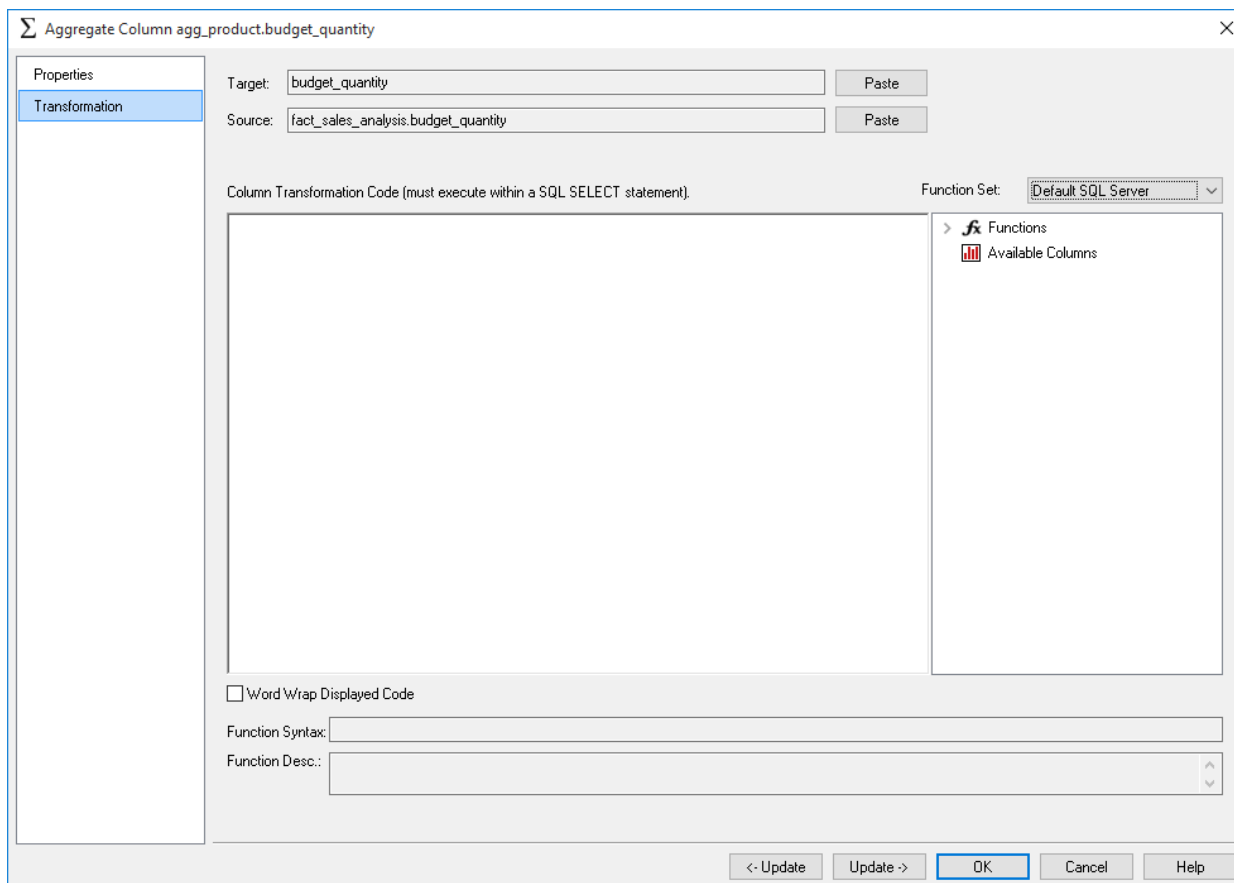 Aggregate Column agg_product.budget_quantity
Properties
Transformation
Target: budget_quantity Paste
Source: fact_sales_analysis.budget_quantity Paste
Column Transformation Code (must execute within a SQL SELECT statement). Function Set: Default SQL Server
fx Functions
Available Columns
Word Wrap Displayed Code
Function Syntax:
Function Desc.:
<- Update Update -> OK Cancel Help